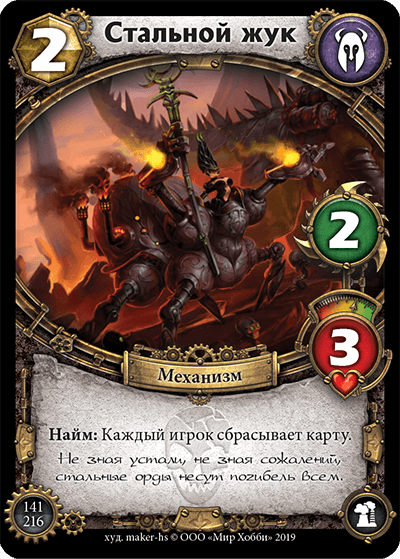 2
Стальной жук
2
3
Механизм
Найм: Каждый игрок сбрасывает карту.
Не зная устали, не зная сожалений,
стальные орды несут погибель всем.
141
216
худ. maker-hs © ООО «Мир Хобби» 2019